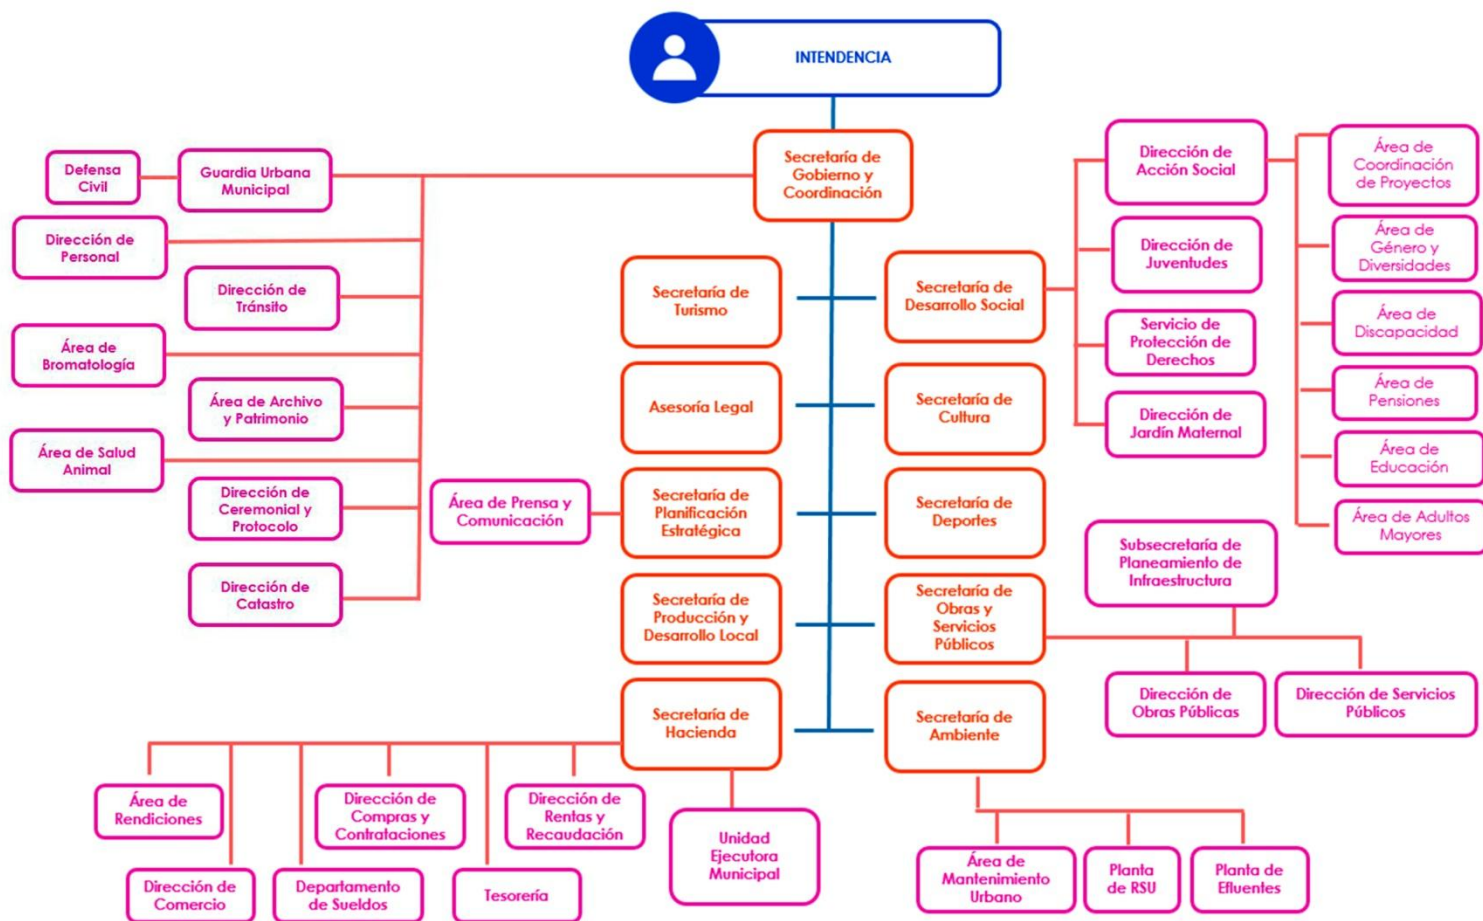 INTENDENCIA
Secretaría de
Gobierno y
Coordinación
Defensa
Civil
Guardia Urbana
Municipal
Dirección de
Personal
Dirección de
Tránsito
Área de
Bromatología
Área de Archivo
y Patrimonio
Área de Salud
Animal
Dirección de
Ceremonial y
Protocolo
Dirección de
Catastro
Secretaría de
Turismo
Secretaría de
Desarrollo Social
Asesoría Legal
Secretaría de
Cultura
Área de Prensa y
Comunicación
Secretaría de
Planificación
Estratégica
Secretaría de
Deportes
Secretaría de
Producción y
Desarrollo Local
Secretaría de
Obras y
Servicios
Públicos
Secretaría de
Hacienda
Secretaría de
Ambiente
Dirección de
Acción Social
Dirección de
Juventudes
Servicio de
Protección de
Derechos
Dirección de
Jardín Maternal
Área de
Coordinación
de Proyectos
Área de
Género y
Diversidades
Área de
Discapacidad
Área de
Pensiones
Área de
Educación
Área de Adultos
Mayores
Subsecretaría de
Planeamiento de
Infraestructura
Dirección de
Obras Públicas
Dirección de Servicios
Públicos
Área de
Rendiciones
Dirección de
Compras y
Contrataciones
Dirección de
Rentas y
Recaudación
Dirección de
Comercio
Departamento
de Sueldos
Tesorería
Unidad
Ejecutora
Municipal
Área de
Mantenimiento
Urbano
Planta
de RSU
Planta de
Efluentes